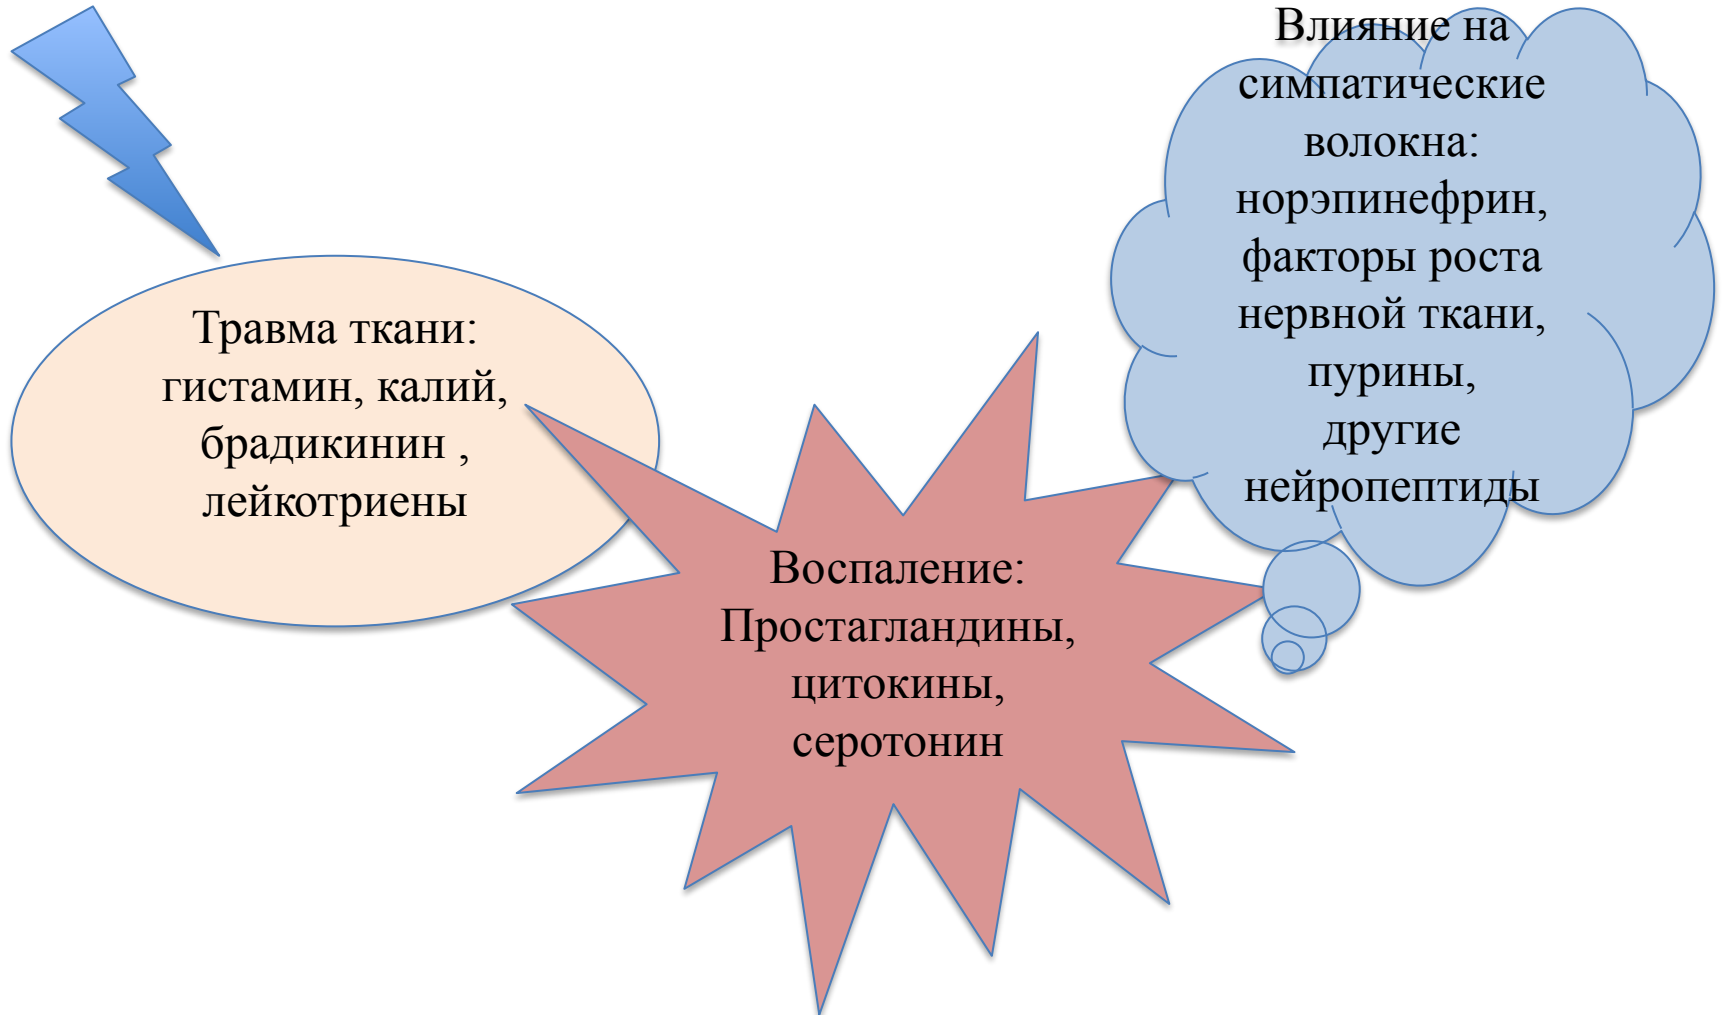 Травма ткани:
гистамин, калий,
брадикинин ,
лейкотриены
Воспаление:
Простагландины,
цитокины,
серотонин
Влияние на
симпатические
волокна:
норэпинефрин,
факторы роста
нервной ткани,
пурины,
другие
нейропептиды